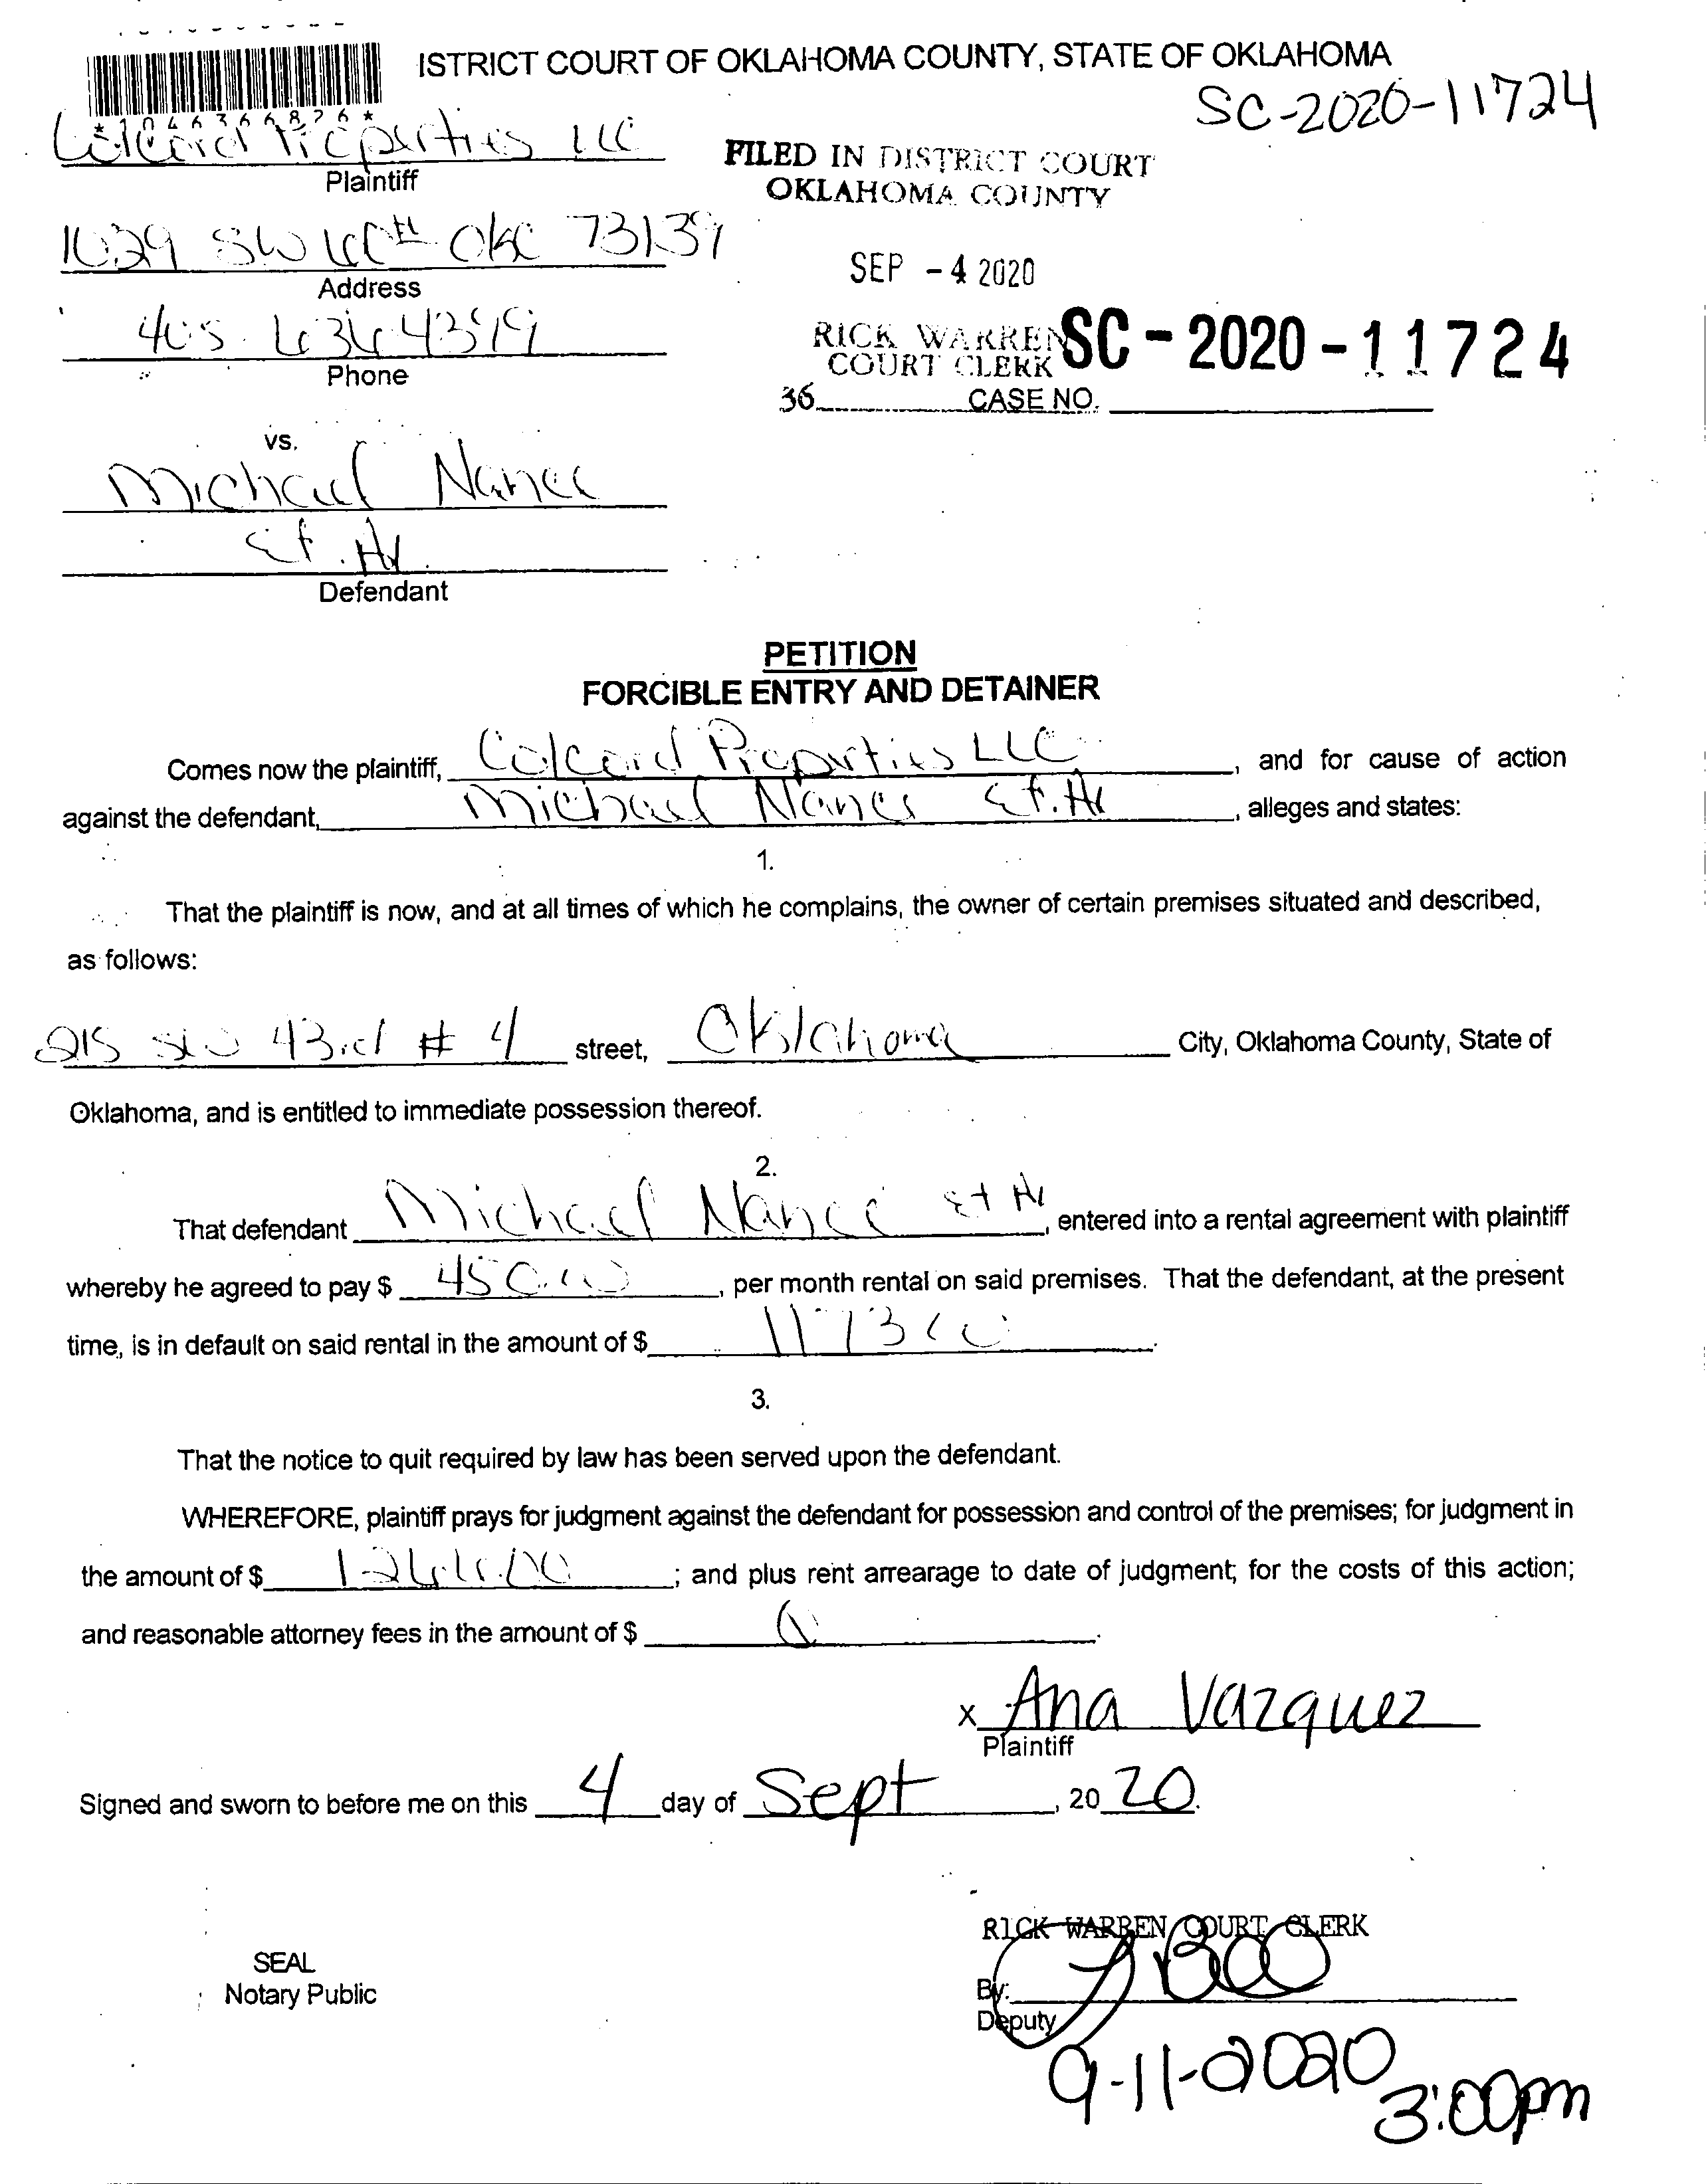 ISTRICT COURT OF OKLAHOMA COUNTY, STATE OF OKLAHOMA
SC-2020-11724
Colcord Properties LLC
Plaintiff
FILED IN DISTRICT COURT
OKLAHOMA COUNTY
SW OKC 73139
Address
SEP - 4 2020
405
Phone
RICK WARREN
COURT CLERK
SC - 2020 - 11724
36 CASE NO.
vs.
Michael Nance
Et. Al
Defendant
PETITION
FORCIBLE ENTRY AND DETAINER
Comes now the plaintiff, Colcord Properties LLC, and for cause of action
against the defendant, Michael Nance Et. Al, alleges and states:
1.
That the plaintiff is now, and at all times of which he complains, the owner of certain premises situated and described,
as follows:
215 SW 43rd # 4 street, Oklahoma City, Oklahoma County, State of
Oklahoma, and is entitled to immediate possession thereof.
2.
That defendant Michael Nance Et Al, entered into a rental agreement with plaintiff
whereby he agreed to pay $ 450.00, per month rental on said premises. That the defendant, at the present
time, is in default on said rental in the amount of $ 1173 00.
3.
That the notice to quit required by law has been served upon the defendant.
WHEREFORE, plaintiff prays for judgment against the defendant for possession and control of the premises; for judgment in
the amount of $ ; and plus rent arrearage to date of judgment; for the costs of this action;
and reasonable attorney fees in the amount of $ 0.
x Ana Vazquez
Plaintiff
Signed and sworn to before me on this 4 day of Sept, 20 20.
RICK WARREN COURT CLERK
SEAL
Notary Public
By:
Deputy
9-11-2020
3:00pm